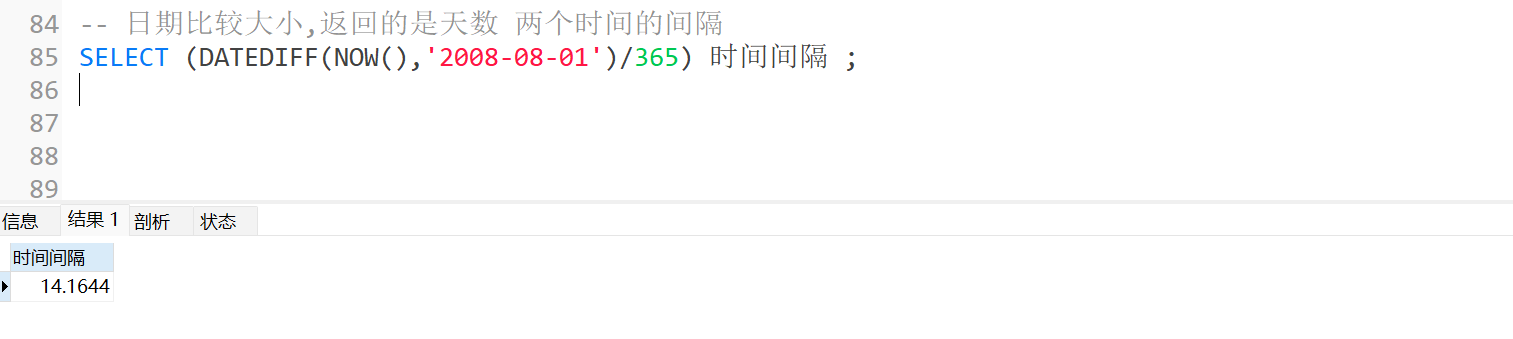 84 -- 日期比较大小,返回的是天数 两个时间的间隔
85 SELECT (DATEDIFF(NOW(),'2008-08-01')/365) 时间间隔 ;
86
87
88
89
信息 结果 1 剖析 状态
时间间隔
14.1644